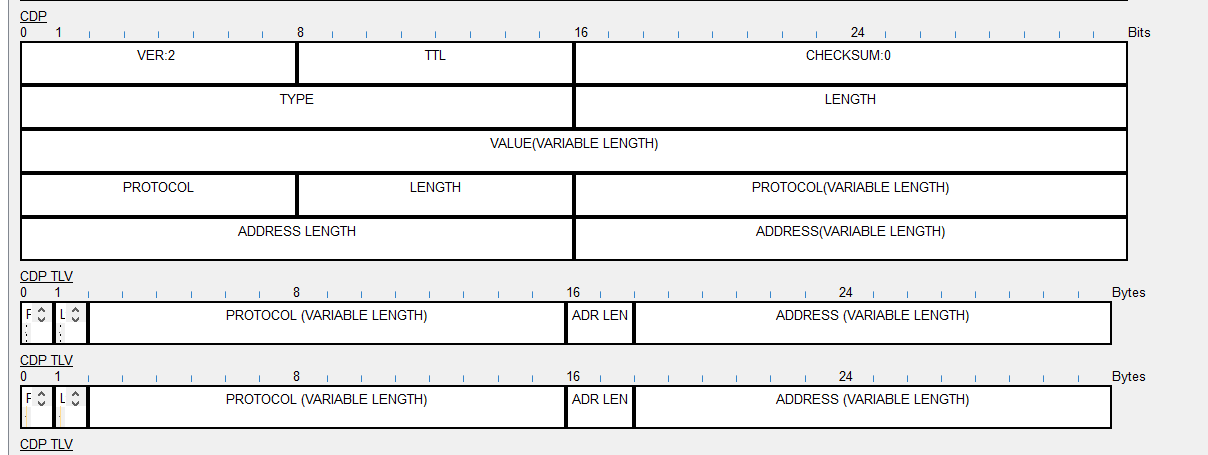 CDP
0 1 8 16 24 Bits
VER:2 TTL CHECKSUM:0
TYPE LENGTH
VALUE(VARIABLE LENGTH)
PROTOCOL LENGTH PROTOCOL(VARIABLE LENGTH)
ADDRESS LENGTH ADDRESS(VARIABLE LENGTH)
CDP TLV
0 1 8 16 24 Bytes
PROTOCOL (VARIABLE LENGTH) ADR LEN ADDRESS (VARIABLE LENGTH)
CDP TLV
0 1 8 16 24 Bytes
PROTOCOL (VARIABLE LENGTH) ADR LEN ADDRESS (VARIABLE LENGTH)
CDP TLV